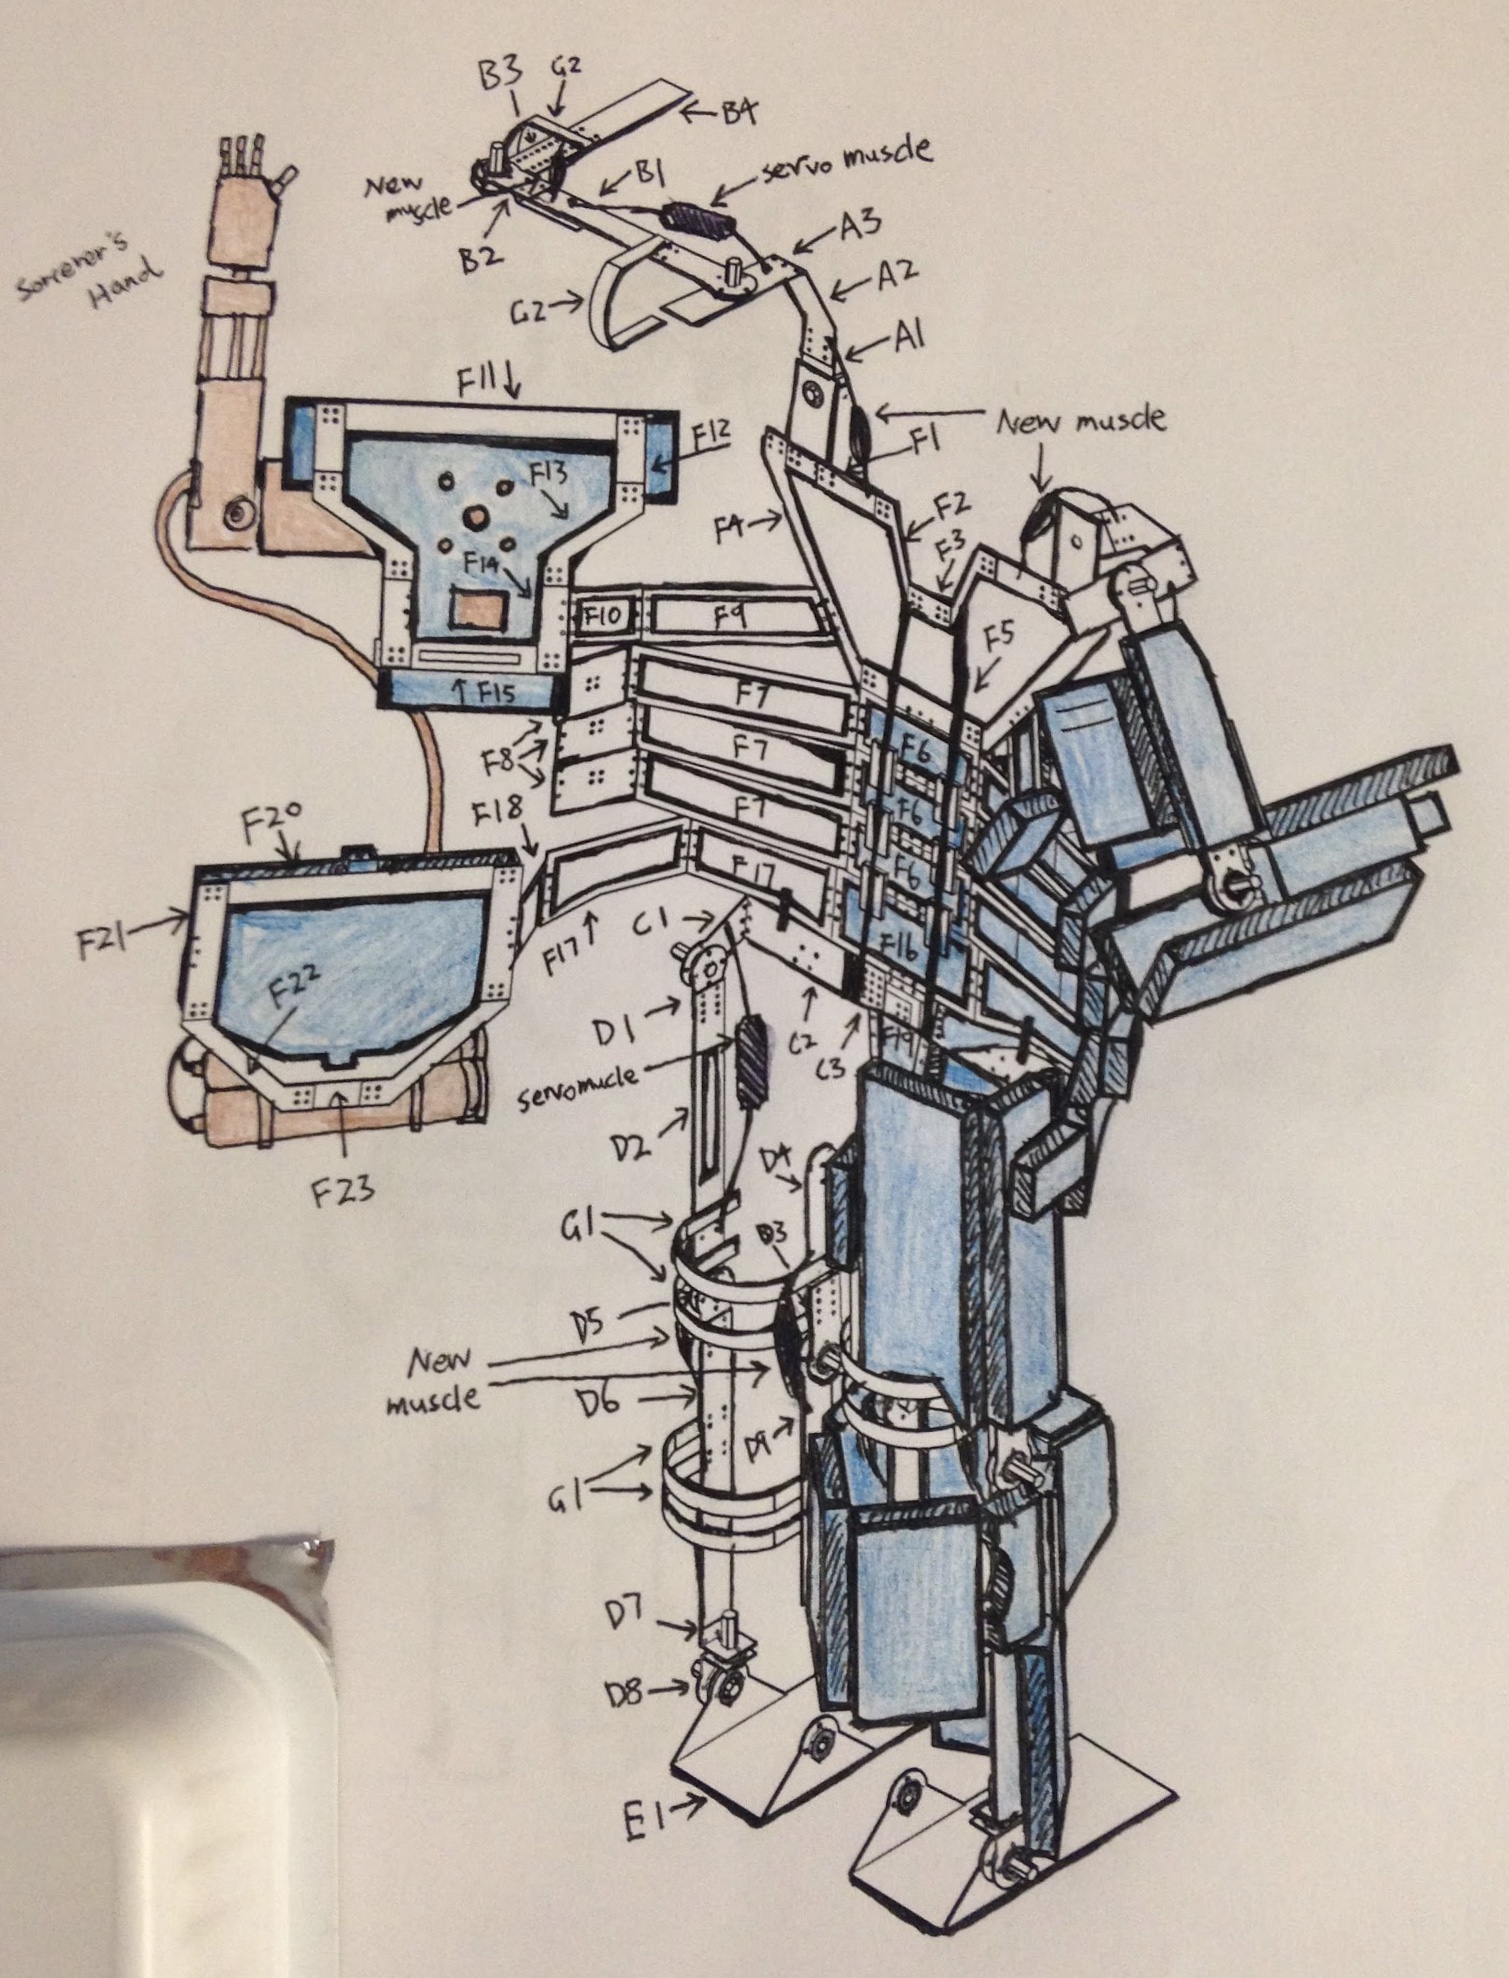 B3
G2
B4
New
muscle
B1
servo muscle
B2
A3
Sorcerer's
Hand
G2
A2
A1
F11
New muscle
F12
F1
F13
F4
F2
F3
F14
F10
F9
F5
F15
F7
F6
F8
F7
F6
F7
F18
F20
F17
F6
F21
C1
F17
F16
F22
D1
C2
C3
F19
servomucle
D2
D4
F23
G1
D3
D5
New
muscle
D6
D9
G1
D7
D8
E1